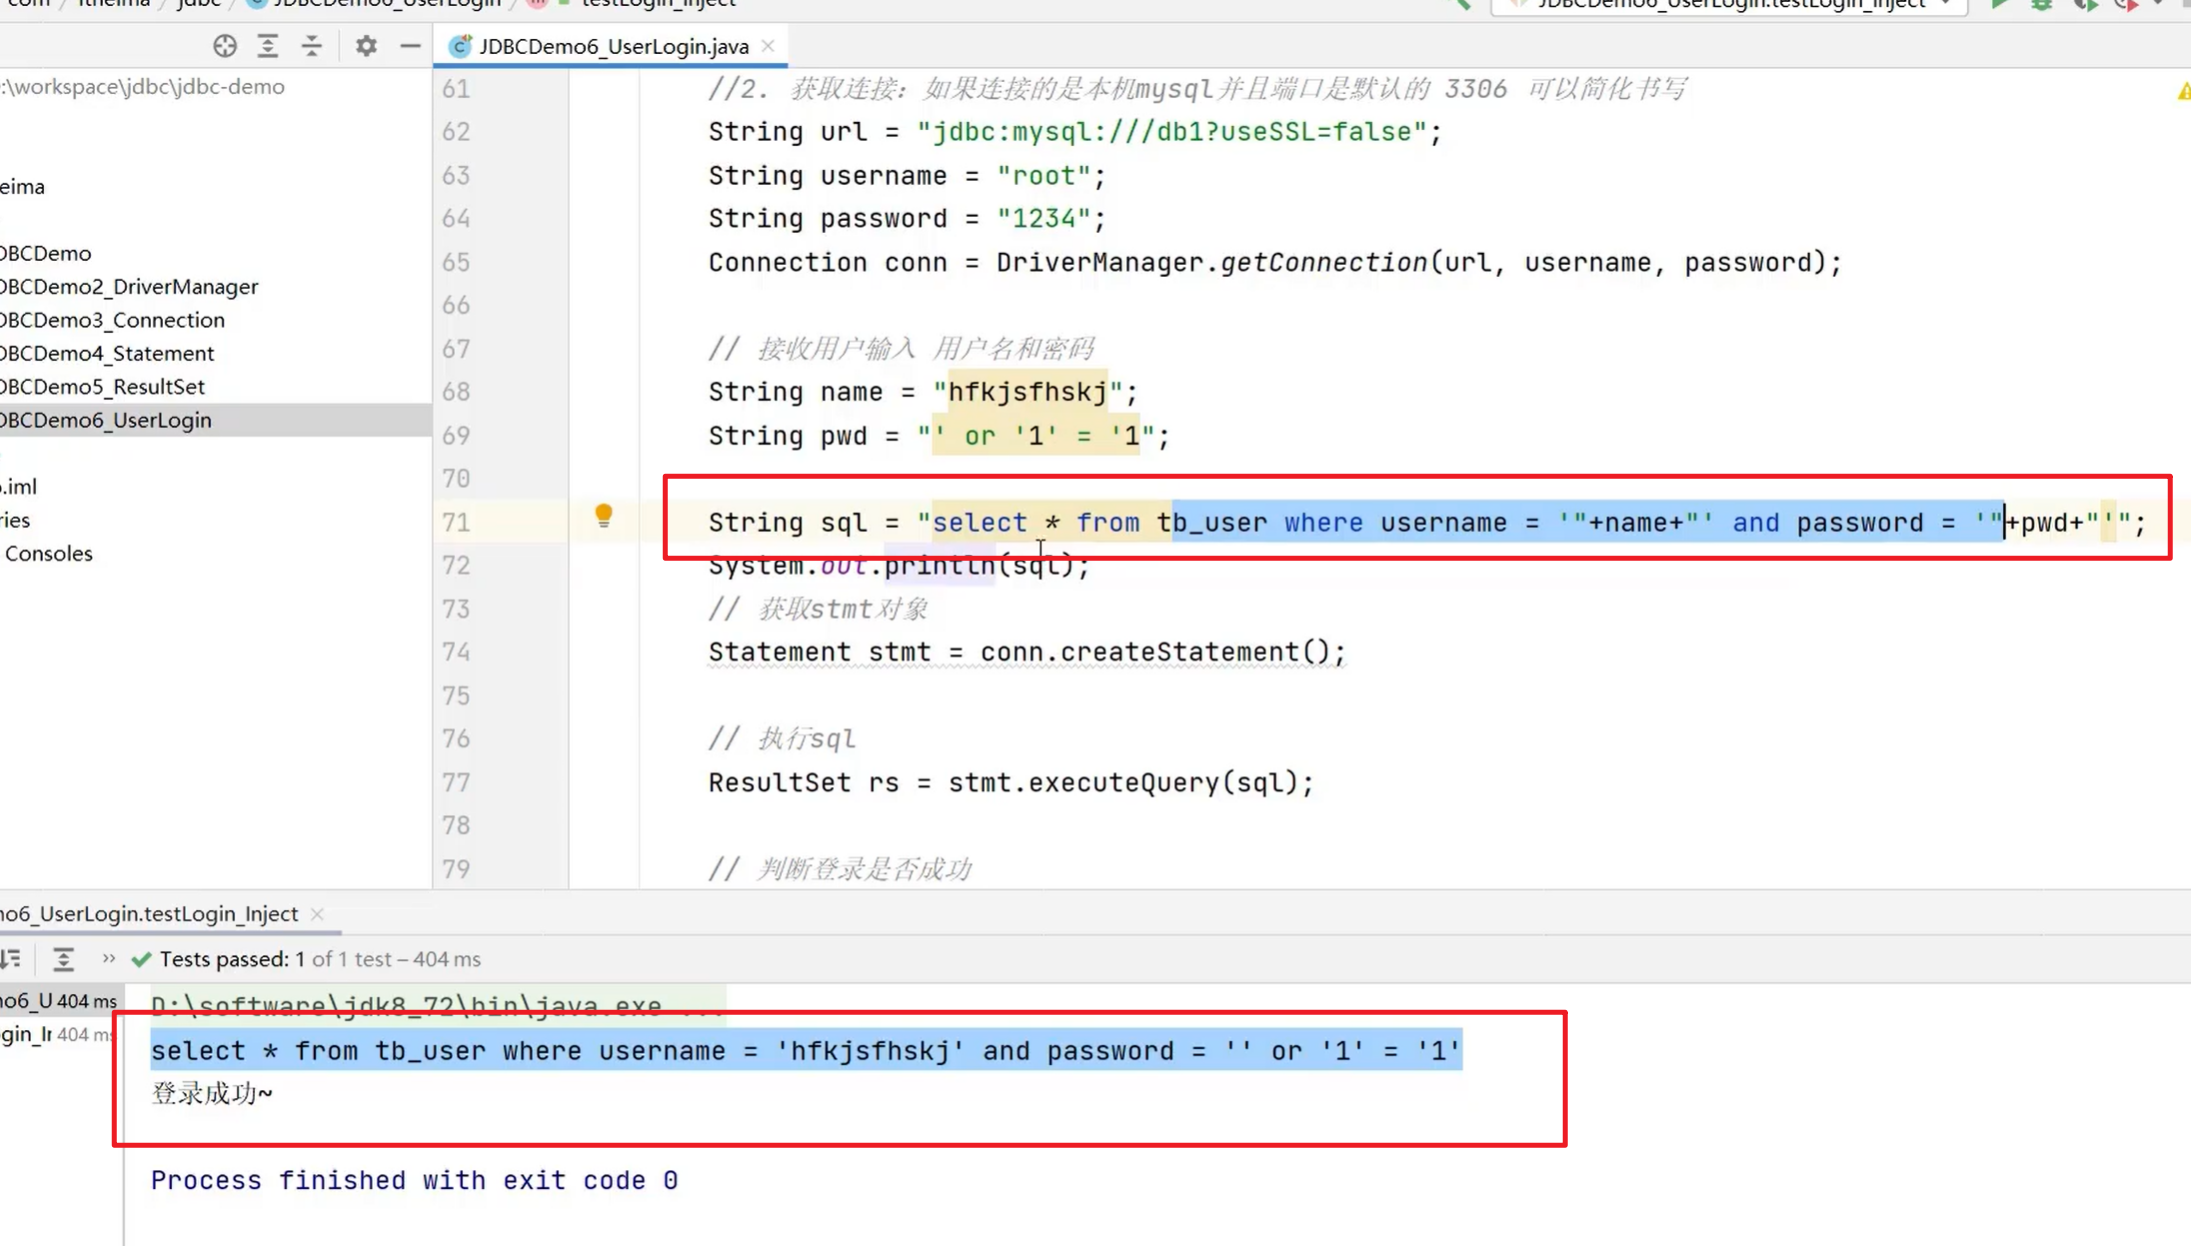 com / itheima / jdbc / JDBCDemo6_UserLogin / testLogin_Inject
JDBCDemo6_UserLogin.testLogin_Inject
JDBCDemo6_UserLogin.java
:\workspace\jdbc\jdbc-demo
eima
DBCDemo
DBCDemo2_DriverManager
DBCDemo3_Connection
DBCDemo4_Statement
DBCDemo5_ResultSet
DBCDemo6_UserLogin
.iml
ries
Consoles
61 //2. 获取连接：如果连接的是本机mysql并且端口是默认的 3306 可以简化书写
62 String url = "jdbc:mysql:///db1?useSSL=false";
63 String username = "root";
64 String password = "1234";
65 Connection conn = DriverManager.getConnection(url, username, password);
66
67 // 接收用户输入 用户名和密码
68 String name = "hfkjsfhskj";
69 String pwd = "' or '1' = '1";
70
71 String sql = "select * from tb_user where username = '"+name+"' and password = '"+pwd+"'";
72 System.out.println(sql);
73 // 获取stmt对象
74 Statement stmt = conn.createStatement();
75
76 // 执行sql
77 ResultSet rs = stmt.executeQuery(sql);
78
79 // 判断登录是否成功
mo6_UserLogin.testLogin_Inject
Tests passed: 1 of 1 test – 404 ms
mo6_U 404 ms
gin_Ir 404 ms
D:\software\jdk8_72\bin\java.exe ...
select * from tb_user where username = 'hfkjsfhskj' and password = '' or '1' = '1'
登录成功~
Process finished with exit code 0